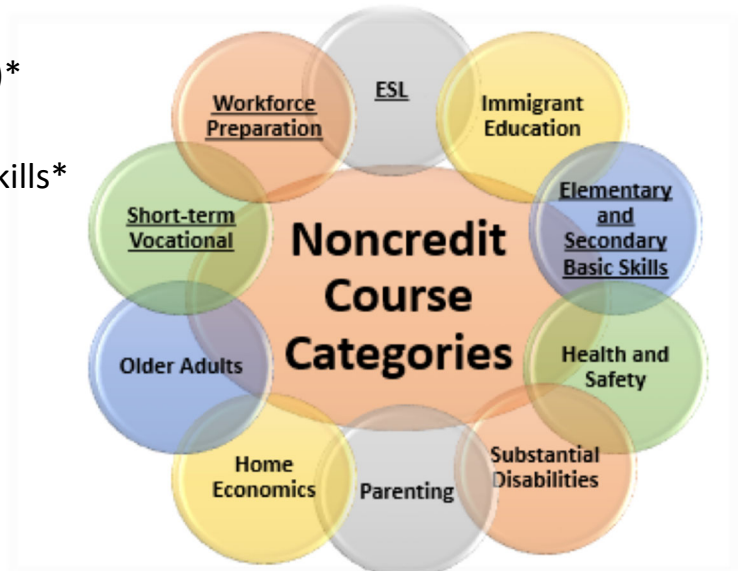 )*
kills*
ESL
Workforce
Preparation
Immigrant
Education
Short-term
Vocational
Elementary
and
Secondary
Basic Skills
Noncredit
Course
Categories
Older Adults
Health and
Safety
Home
Economics
Parenting
Substantial
Disabilities